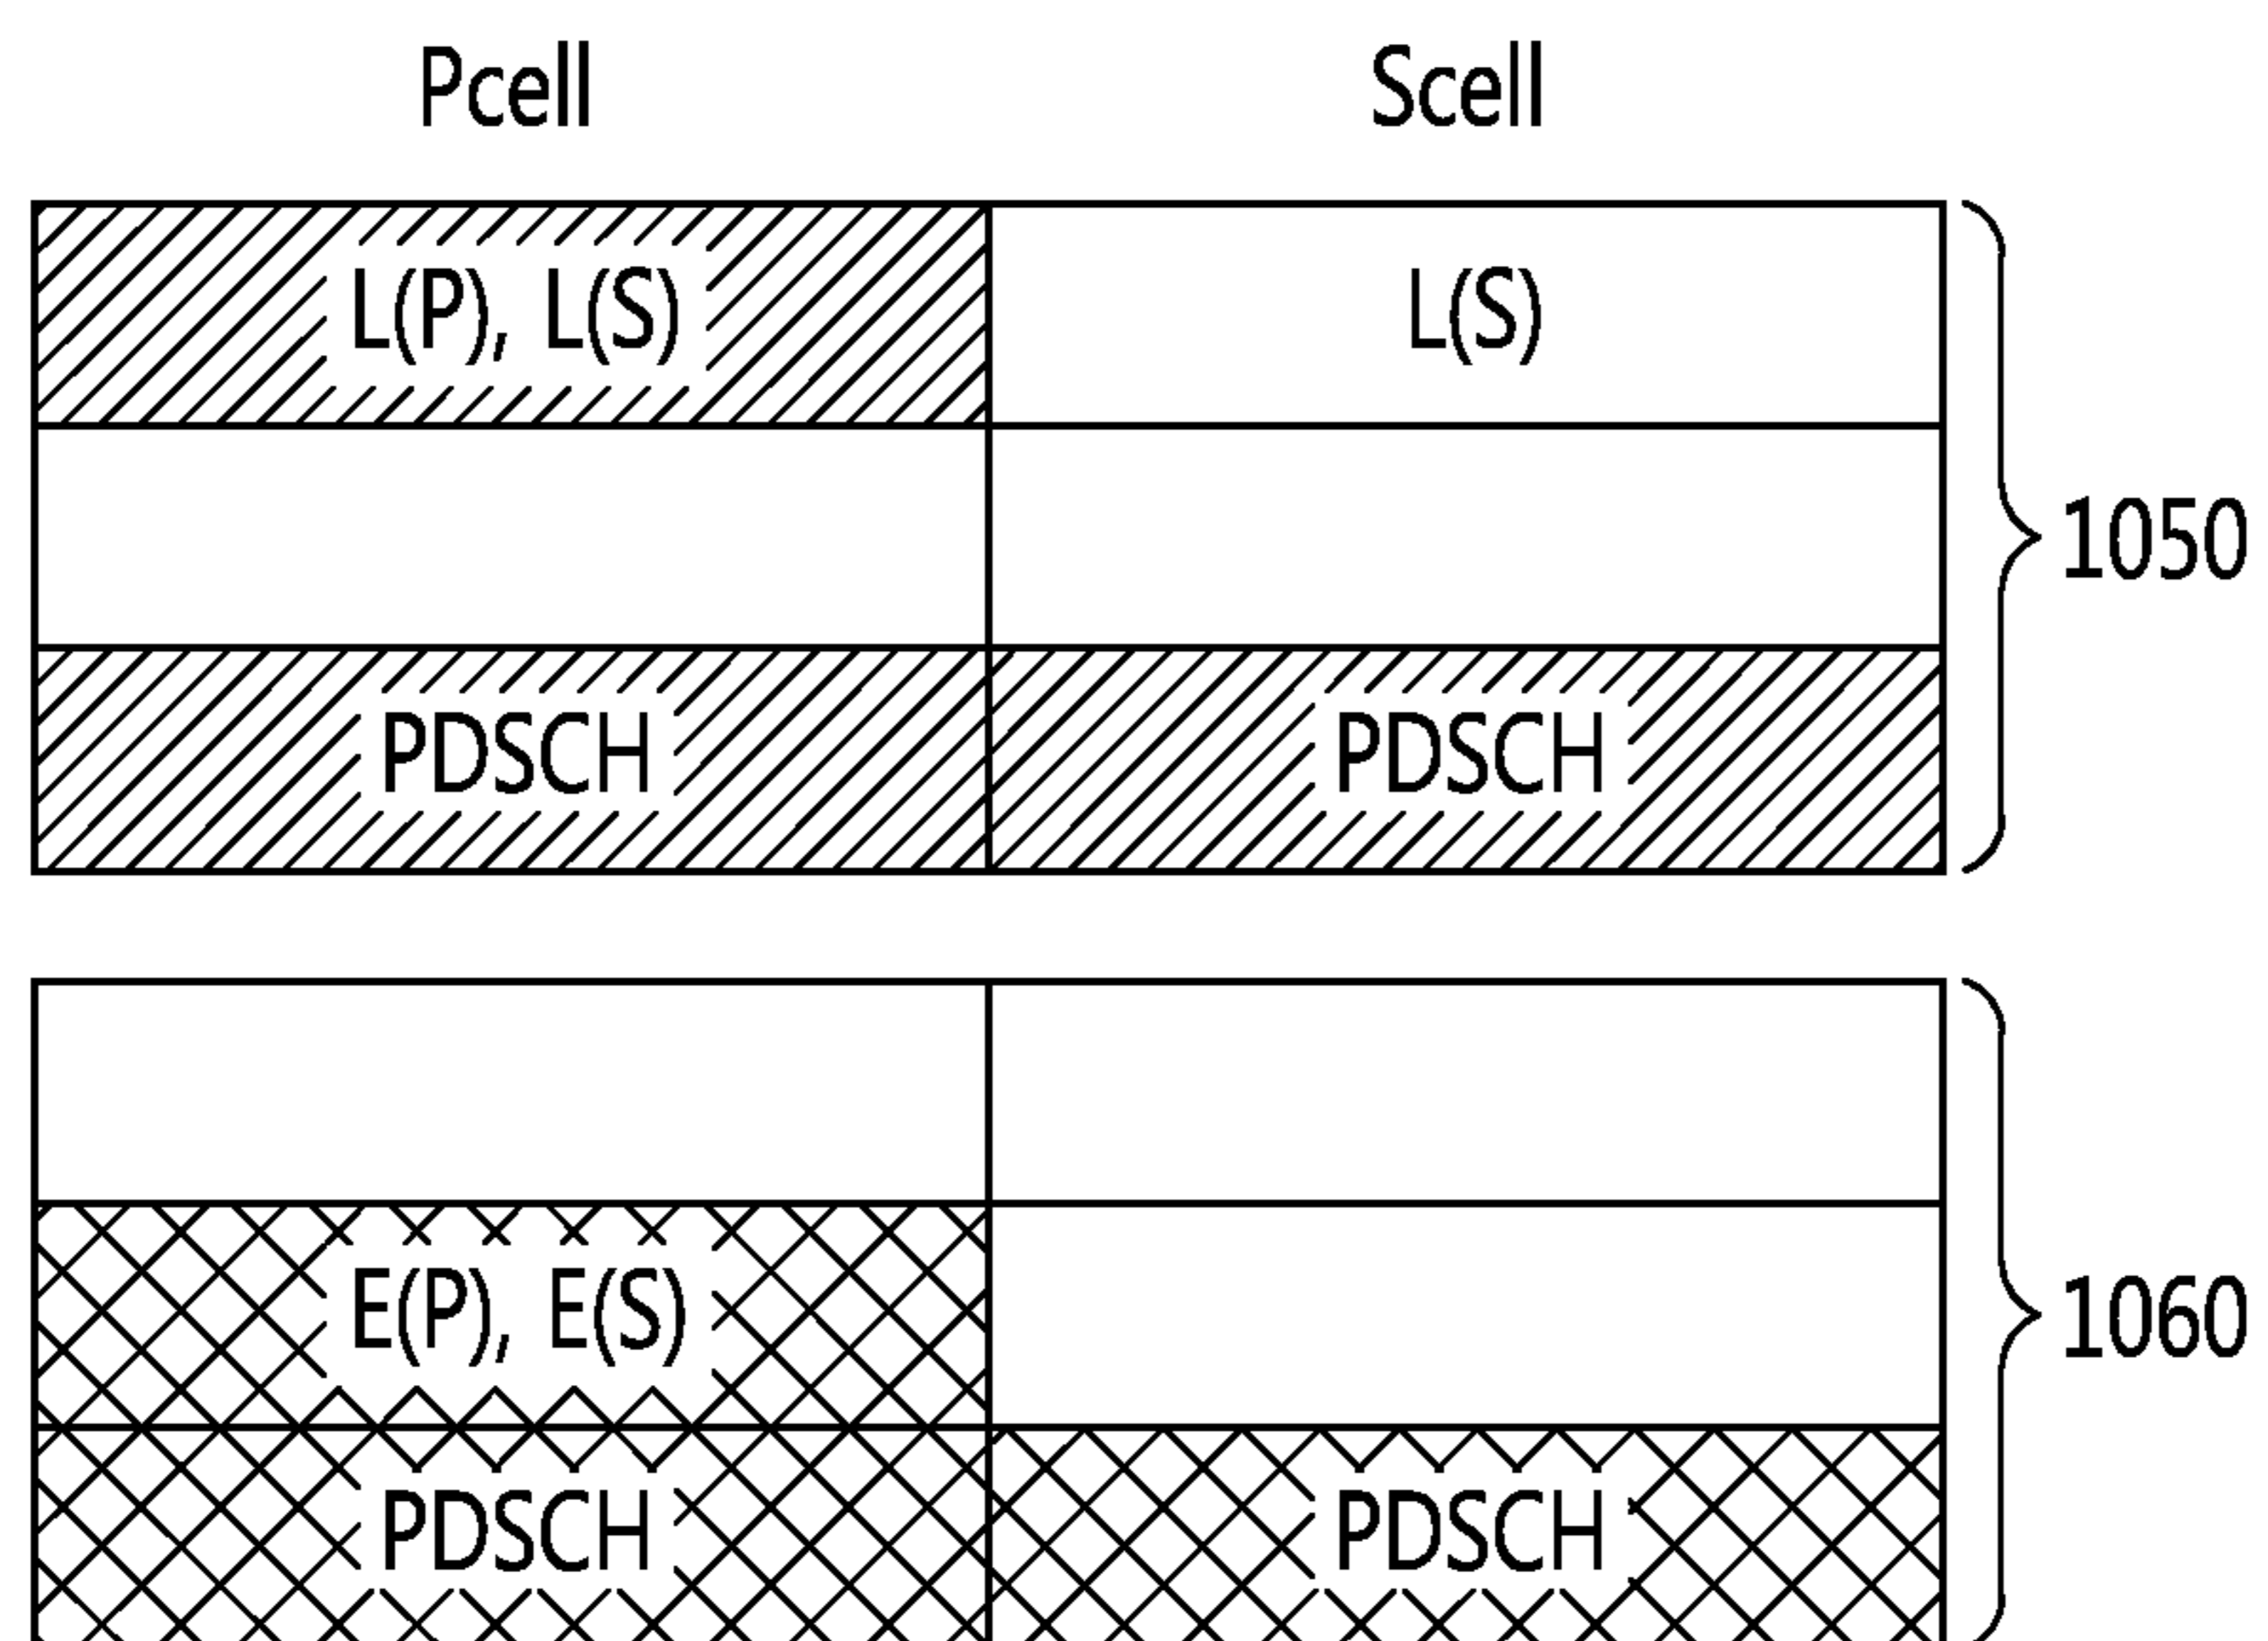 Pcell Scell
L(P), L(S) L(S)
1050
PDSCH PDSCH
E(P), E(S)
1060
PDSCH PDSCH